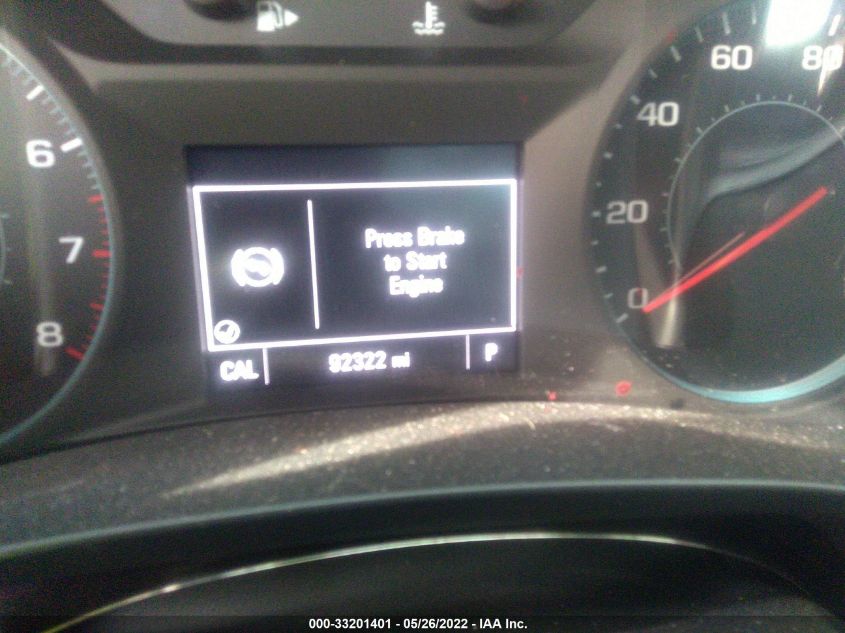 60
80
40
6
20
7
0
8
Press Brake
to Start
Engine
CAL
92322 mi
P
000-33201401 - 05/26/2022 - IAA Inc.